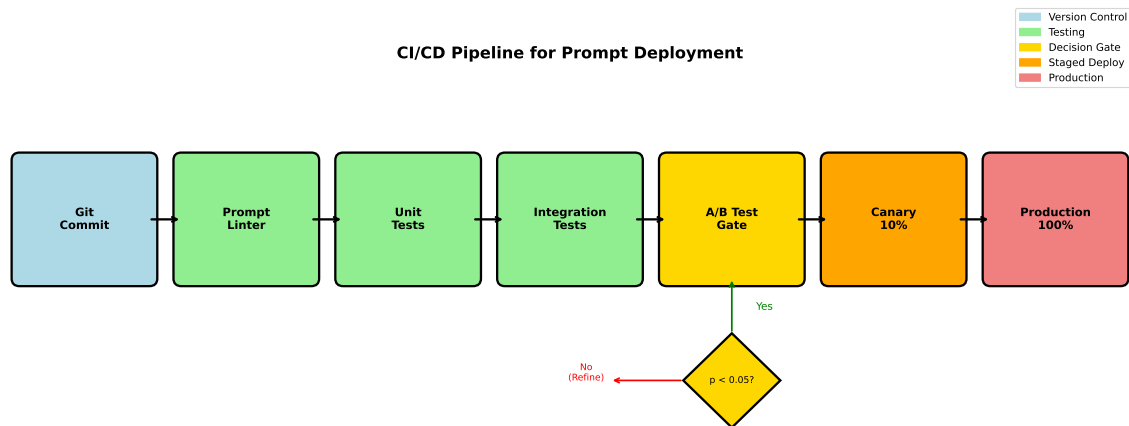 Version Control
Testing
Decision Gate
Staged Deploy
Production
CI/CD Pipeline for Prompt Deployment
Git
Commit
Prompt
Linter
Unit
Tests
Integration
Tests
A/B Test
Gate
Canary
10%
Production
100%
Yes
No
(Refine)
p < 0.05?